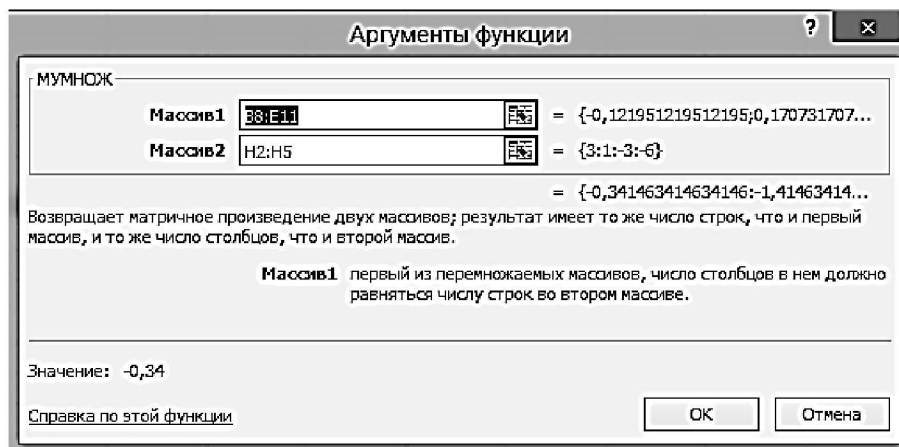 Аргументы функции ? ×
МУМНОЖ
Массив1 B8:E11 = {-0,121951219512195;0,170731707...
Массив2 H2:H5 = {3:1:-3:-6}
= {-0,341463414634146:-1,41463414...
Возвращает матричное произведение двух массивов; результат имеет то же число строк, что и первый
массив, и то же число столбцов, что и второй массив.
Массив1 первый из перемножаемых массивов, число столбцов в нем должно
равняться числу строк во втором массиве.
Значение: -0,34
Справка по этой функции OK Отмена